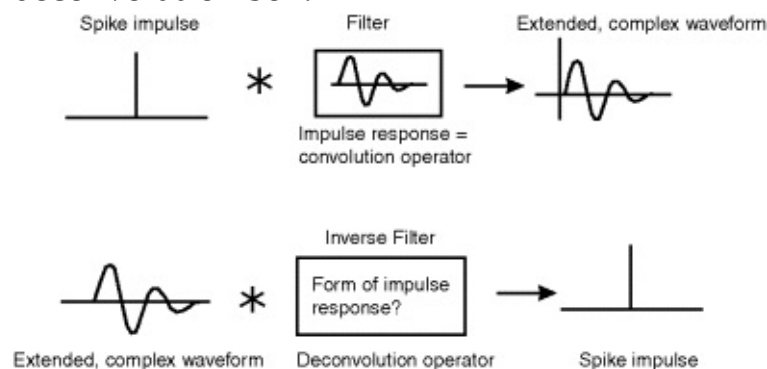 Spike impulse
Filter
Extended, complex waveform
*
Impulse response =
convolution operator
Inverse Filter
*
Form of impulse
response?
Extended, complex waveform
Deconvolution operator
Spike impulse